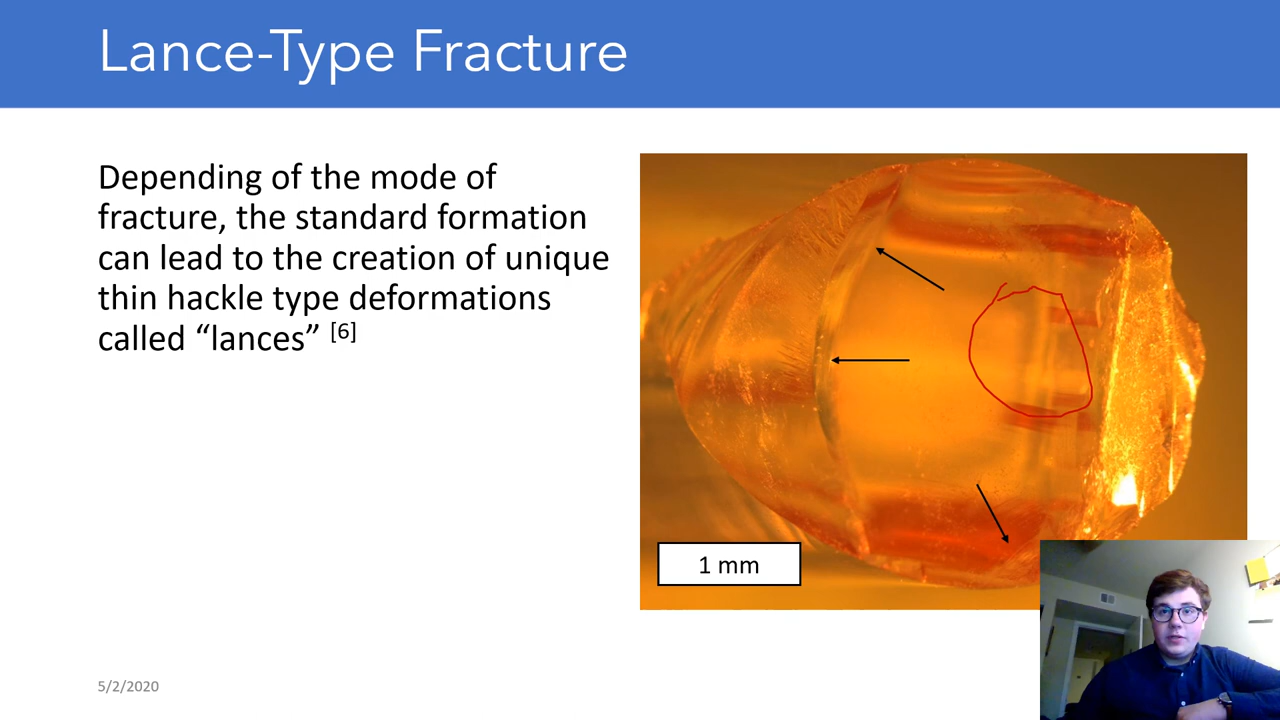 Lance-Type Fracture
Depending of the mode of
fracture, the standard formation
can lead to the creation of unique
thin hackle type deformations
called “lances” [6]
1 mm
5/2/2020